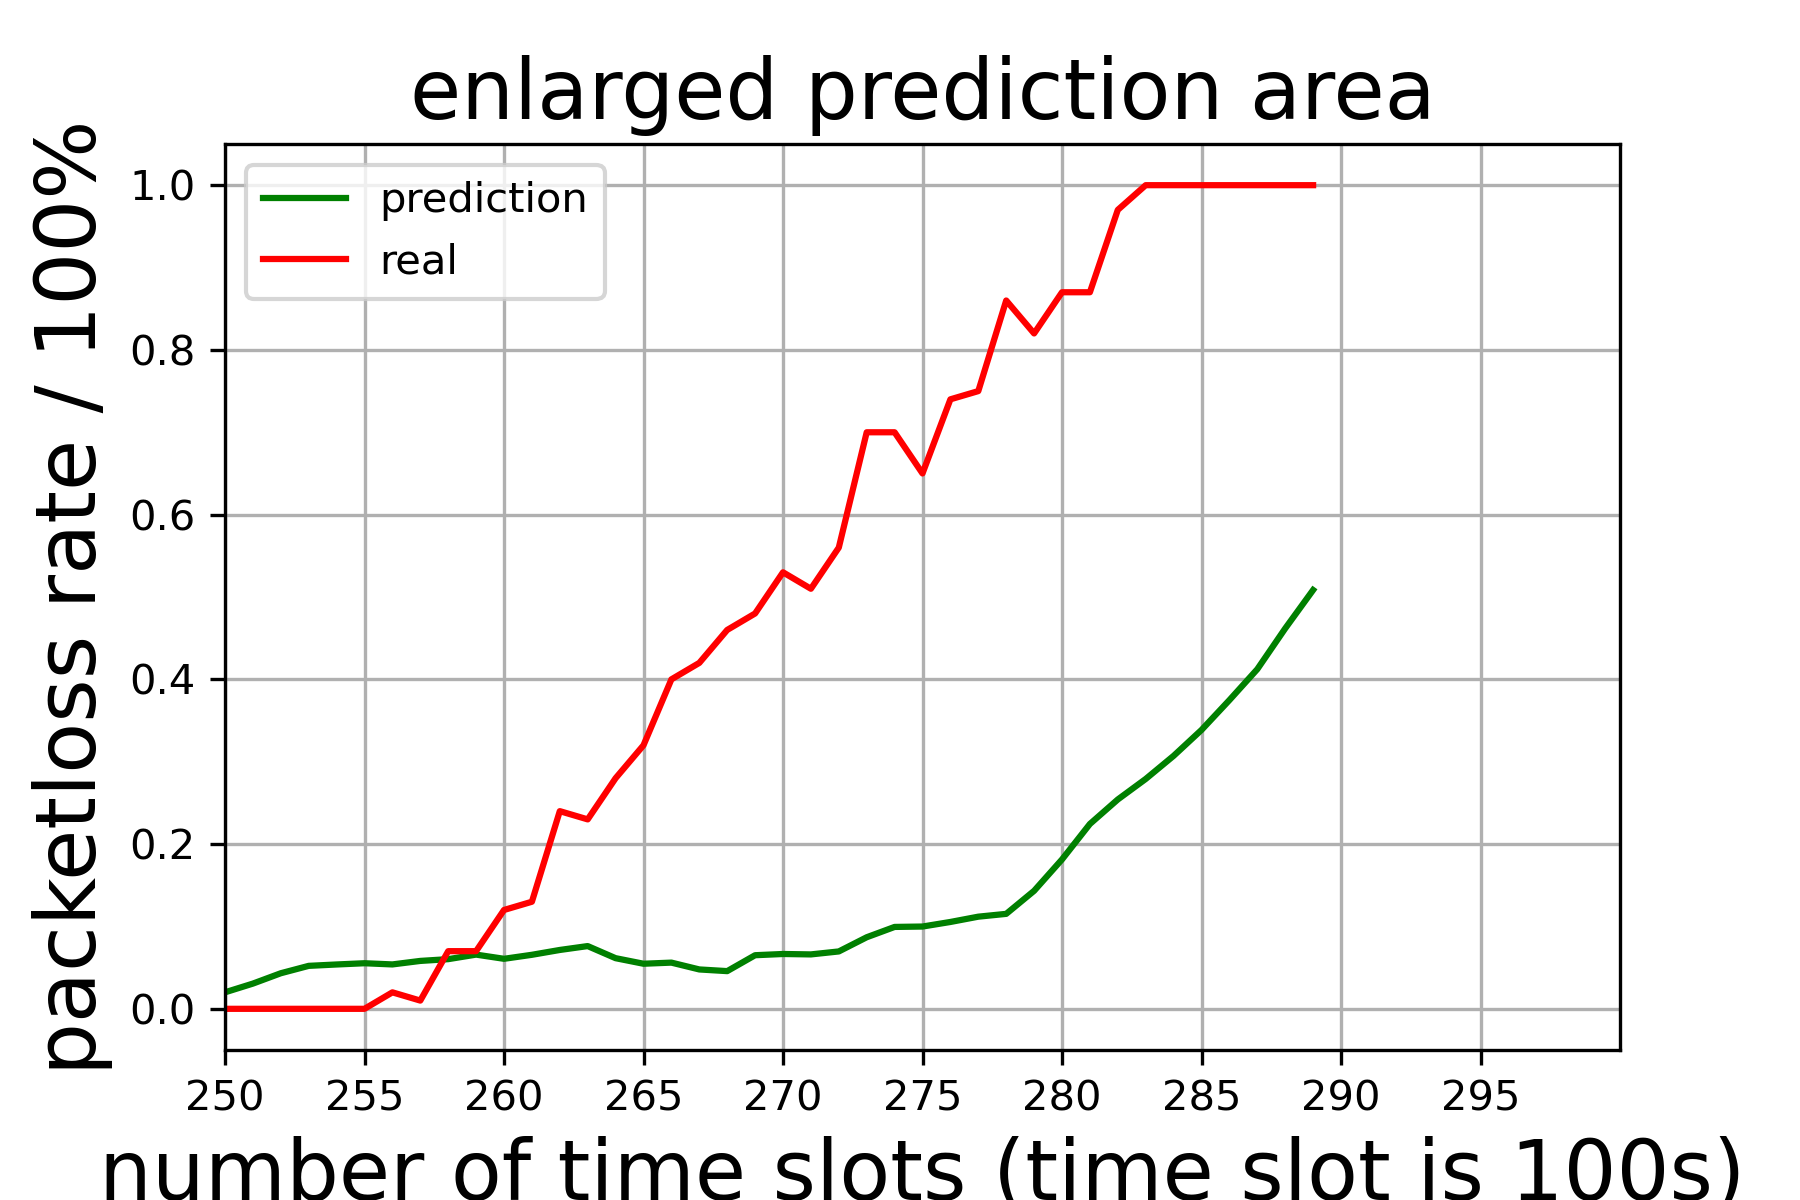 enlarged prediction area
packetloss rate / 100%
1.0
0.8
0.6
0.4
0.2
0.0
prediction
real
250 255 260 265 270 275 280 285 290 295
number of time slots (time slot is 100s)